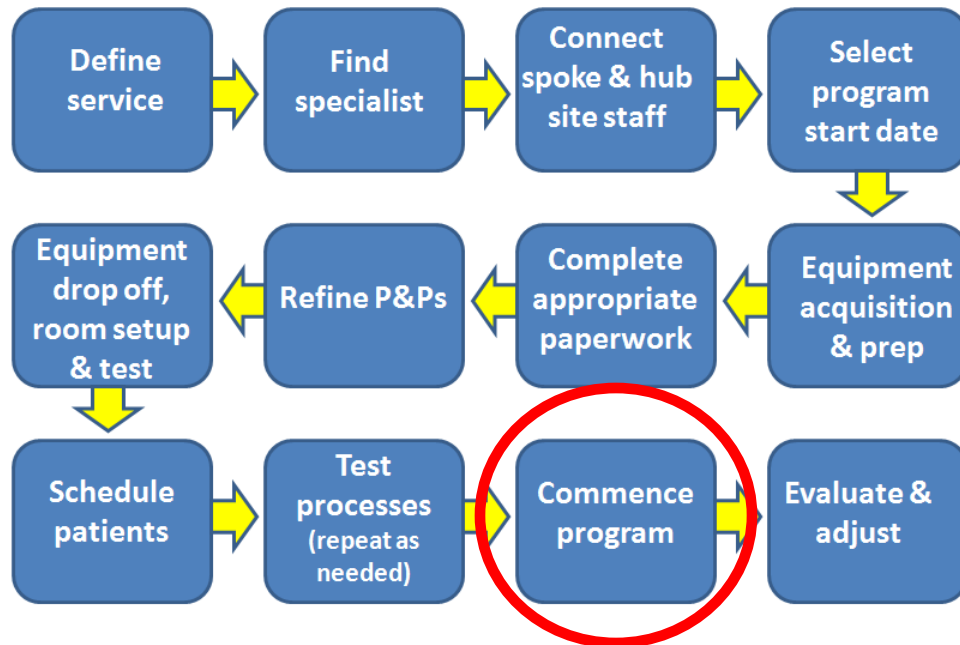 Define
service
Find
specialist
Connect
spoke & hub
site staff
Select
program
start date
Equipment
acquisition
& prep
Complete
appropriate
paperwork
Refine P&Ps
Equipment
drop off,
room setup
& test
Schedule
patients
Test
processes
(repeat as
needed)
Commence
program
Evaluate &
adjust